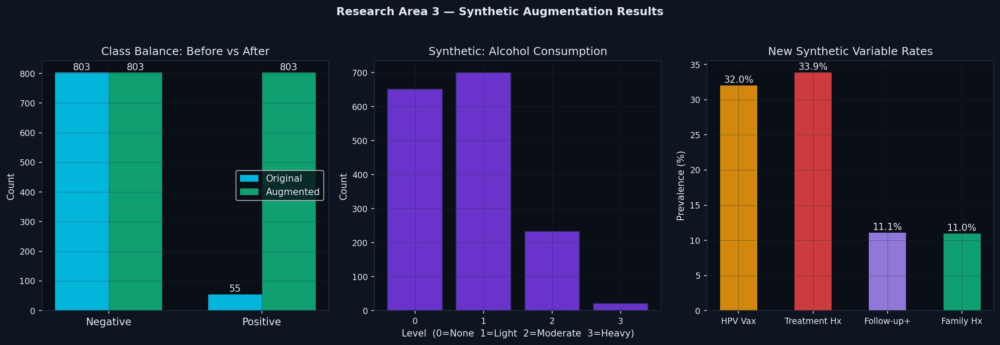 Research Area 3 — Synthetic Augmentation Results
Class Balance: Before vs After
Count
800
700
600
500
400
300
200
100
0
803
803
803
55
Original
Augmented
Negative
Positive
Synthetic: Alcohol Consumption
Count
700
600
500
400
300
200
100
0
0
1
2
3
Level (0=None 1=Light 2=Moderate 3=Heavy)
New Synthetic Variable Rates
Prevalence (%)
35
30
25
20
15
10
5
0
32.0%
33.9%
11.1%
11.0%
HPV Vax
Treatment Hx
Follow-up+
Family Hx